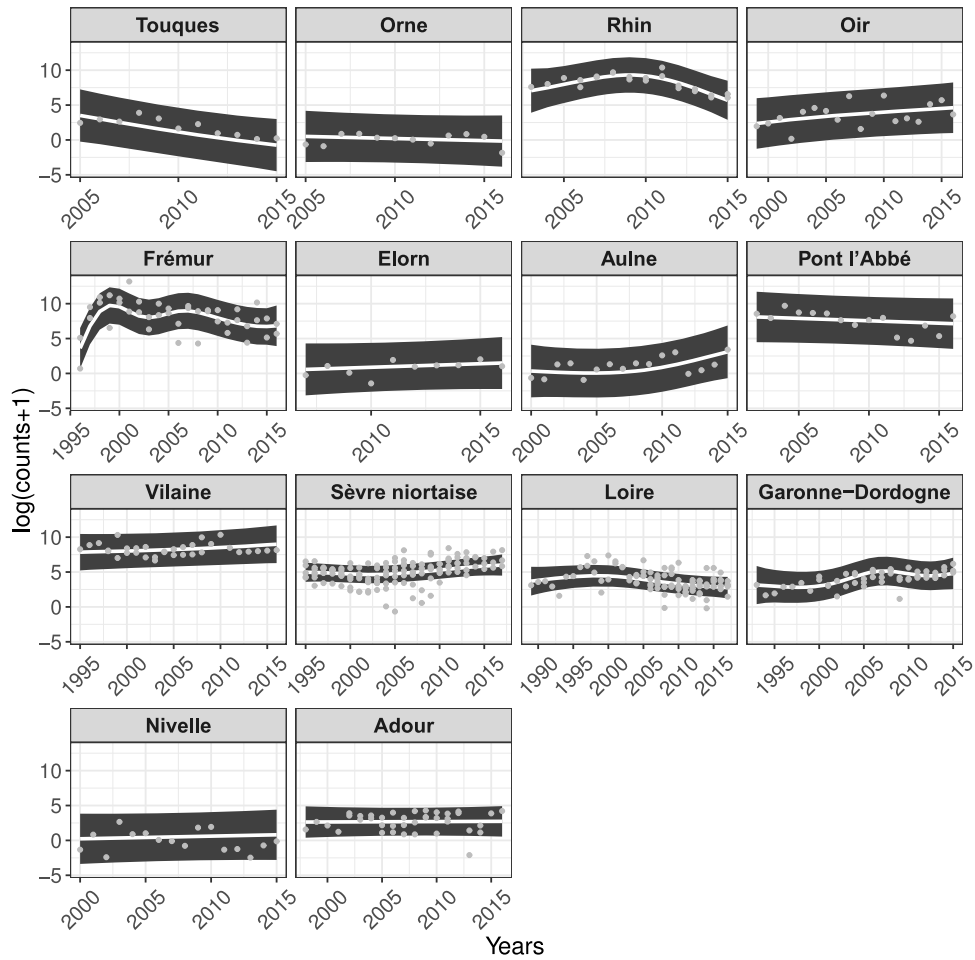 Touques Orne Rhin Oir
10
5
0
−5
2005 2010 2015
2005 2010 2015
2005 2010 2015
2000 2005 2010 2015
Frémur Elorn Aulne Pont l’Abbé
10
5
0
−5
1995 2000 2005 2010 2015
2010 2015
2000 2005 2010 2015
2005 2010 2015
Vilaine Sèvre niortaise Loire Garonne−Dordogne
10
5
0
−5
1995 2000 2005 2010 2015
1995 2000 2005 2010 2015
1990 1995 2000 2005 2010 2015
1995 2000 2005 2010 2015
Nivelle Adour
10
5
0
−5
2000 2005 2010 2015
2000 2005 2010 2015
log(counts+1)
Years